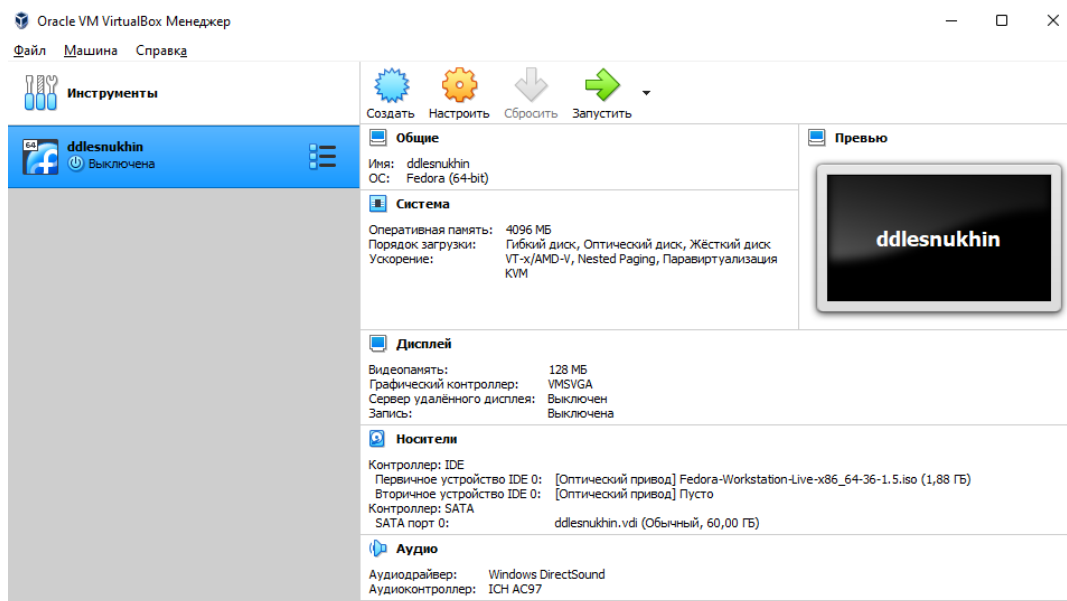 Oracle VM VirtualBox Менеджер
Файл Машина Справка
Инструменты
Создать Настроить Сбросить Запустить
64
ddlesnukhin
Выключена
Общие
Имя: ddlesnukhin
ОС: Fedora (64-bit)
Превью
ddlesnukhin
Система
Оперативная память: 4096 МБ
Порядок загрузки: Гибкий диск, Оптический диск, Жёсткий диск
Ускорение: VT-x/AMD-V, Nested Paging, Паравиртуализация
KVM
Дисплей
Видеопамять: 128 МБ
Графический контроллер: VMSVGA
Сервер удалённого дисплея: Выключен
Запись: Выключена
Носители
Контроллер: IDE
Первичное устройство IDE 0: [Оптический привод] Fedora-Workstation-Live-x86_64-36-1.5.iso (1,88 ГБ)
Вторичное устройство IDE 0: [Оптический привод] Пусто
Контроллер: SATA
SATA порт 0: ddlesnukhin.vdi (Обычный, 60,00 ГБ)
Аудио
Аудиодрайвер: Windows DirectSound
Аудиоконтроллер: ICH AC97